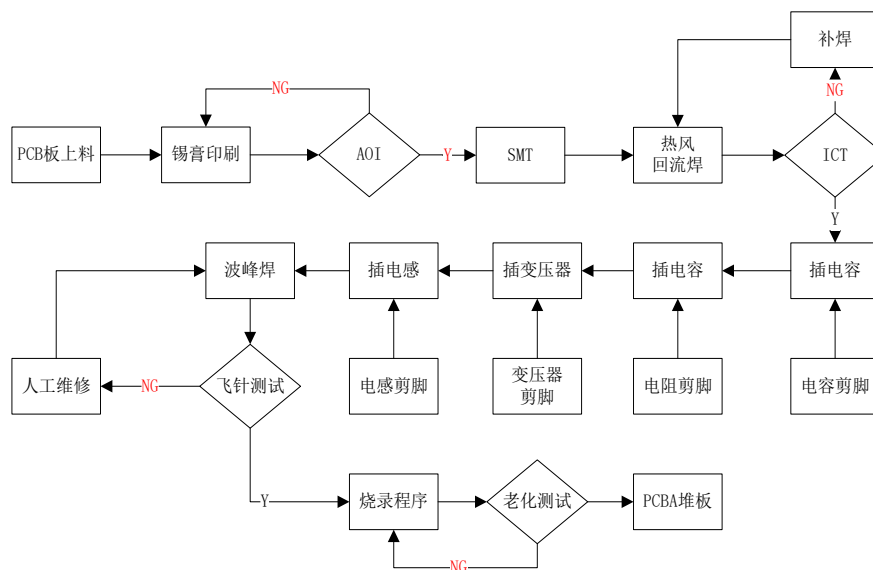 补焊
NG
NG
PCB板上料
锡膏印刷
AOI
Y
SMT
热风
回流焊
ICT
Y
波峰焊
插电感
插变压器
插电容
插电容
人工维修
NG
飞针测试
电感剪脚
变压器
剪脚
电阻剪脚
电容剪脚
Y
烧录程序
老化测试
PCBA堆板
NG